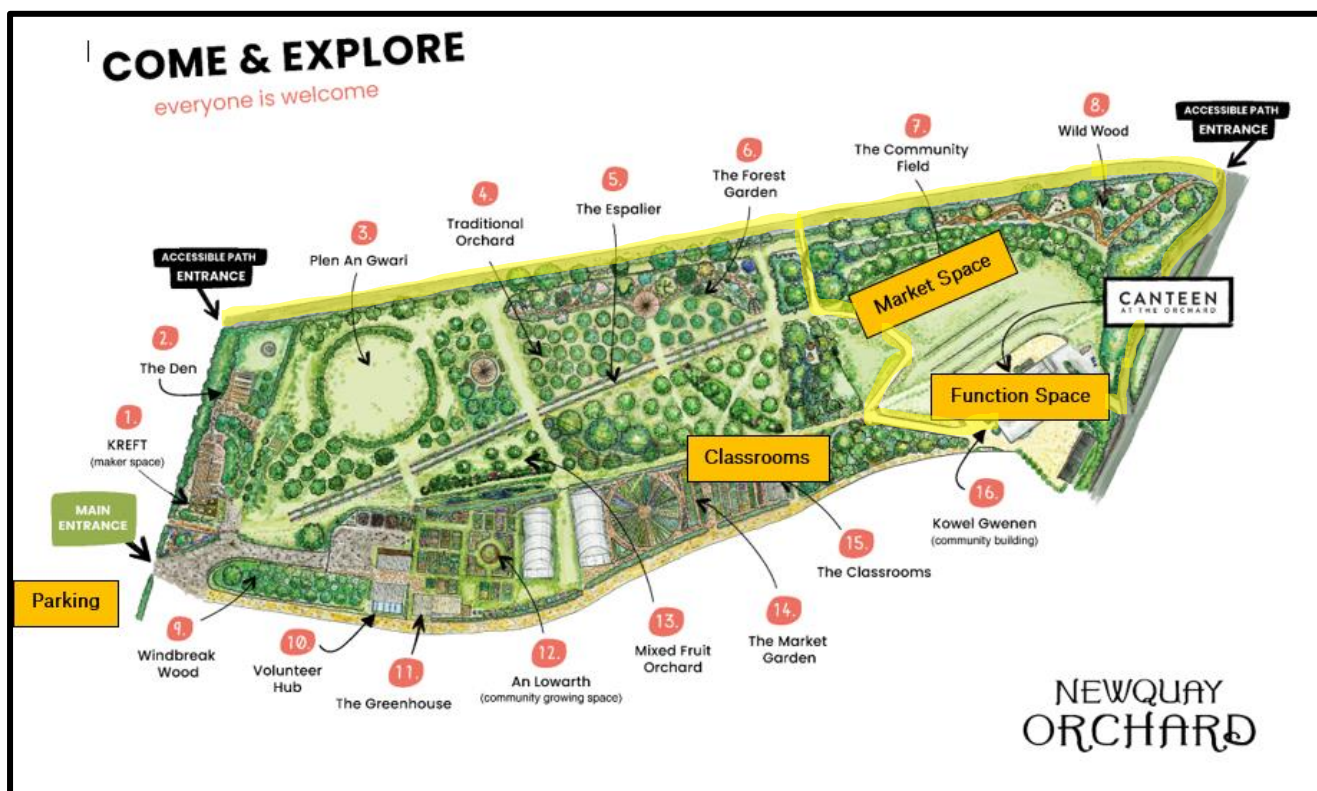 COME & EXPLORE
everyone is welcome
8.
Wild Wood
ACCESSIBLE PATH
ENTRANCE
7.
The Community
Field
6.
The Forest
Garden
5.
The Espalier
4.
Traditional
Orchard
3.
Plen An Gwari
ACCESSIBLE PATH
ENTRANCE
Market Space
CANTEEN
AT THE ORCHARD
2.
The Den
Function Space
1.
KREFT
(maker space)
Classrooms
MAIN
ENTRANCE
16.
Kowel Gwenen
(community building)
15.
The Classrooms
Parking
14.
The Market
Garden
13.
Mixed Fruit
Orchard
9.
Windbreak
Wood
10.
Volunteer
Hub
11.
The Greenhouse
12.
An Lowarth
(community growing space)
NEWQUAY
ORCHARD